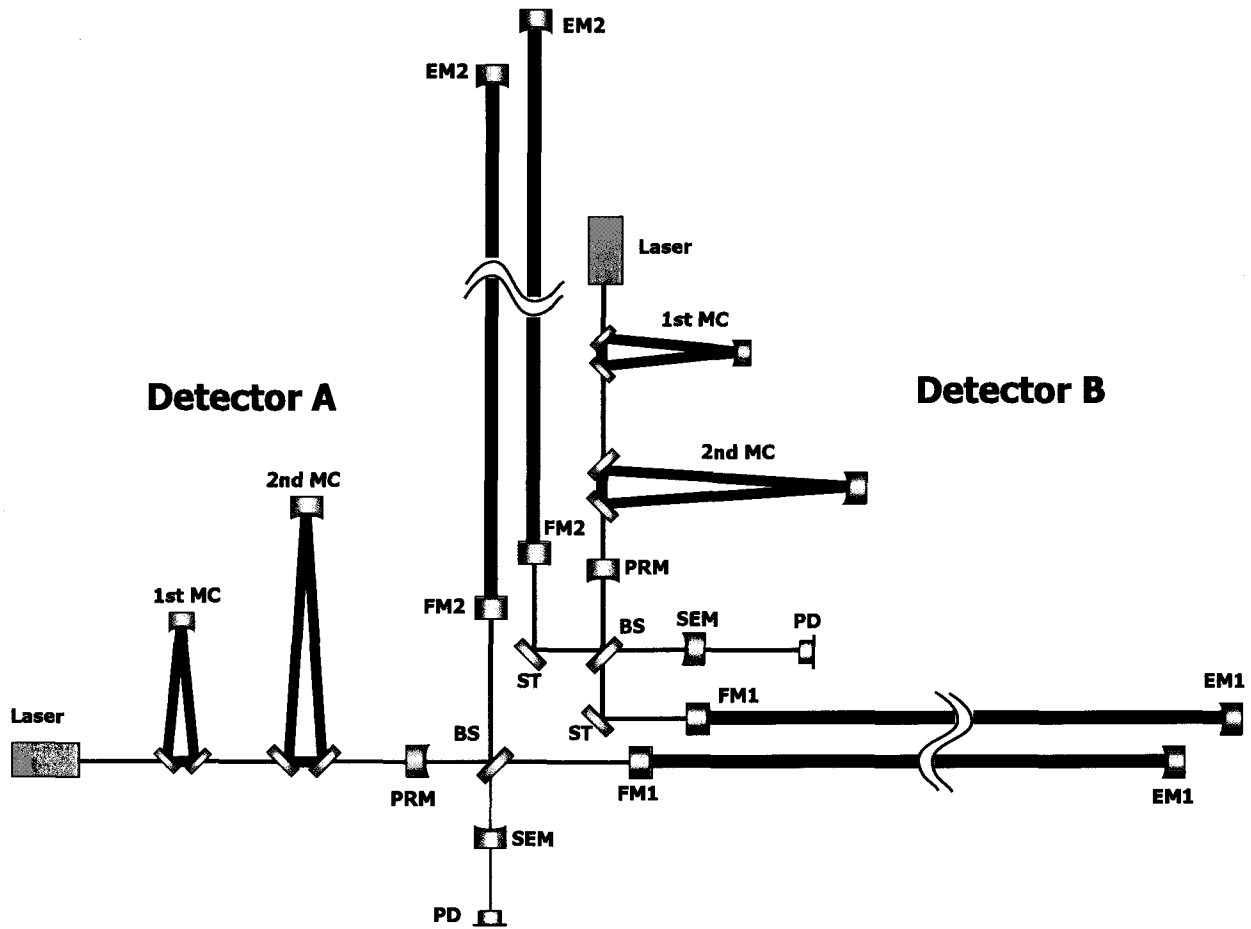 EM2
EM2
Laser
1st MC
Detector A
Detector B
2nd MC
2nd MC
FM2
PRM
1st MC
FM2
SEM
PD
BS
ST
EM1
FM1
Laser
BS
ST
PRM
FM1
EM1
SEM
PD